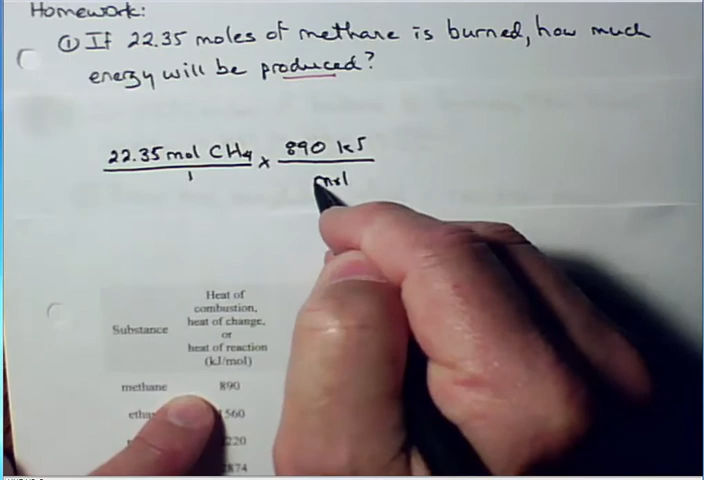 Homework:
① If 22.35 moles of methane is burned, how much
energy will be produced?
22.35 mol CH4 × 890 kJ
1 mol
Substance
Heat of
combustion,
heat of change,
or
heat of reaction
(kJ/mol)
methane 890
etha 1560
220
874